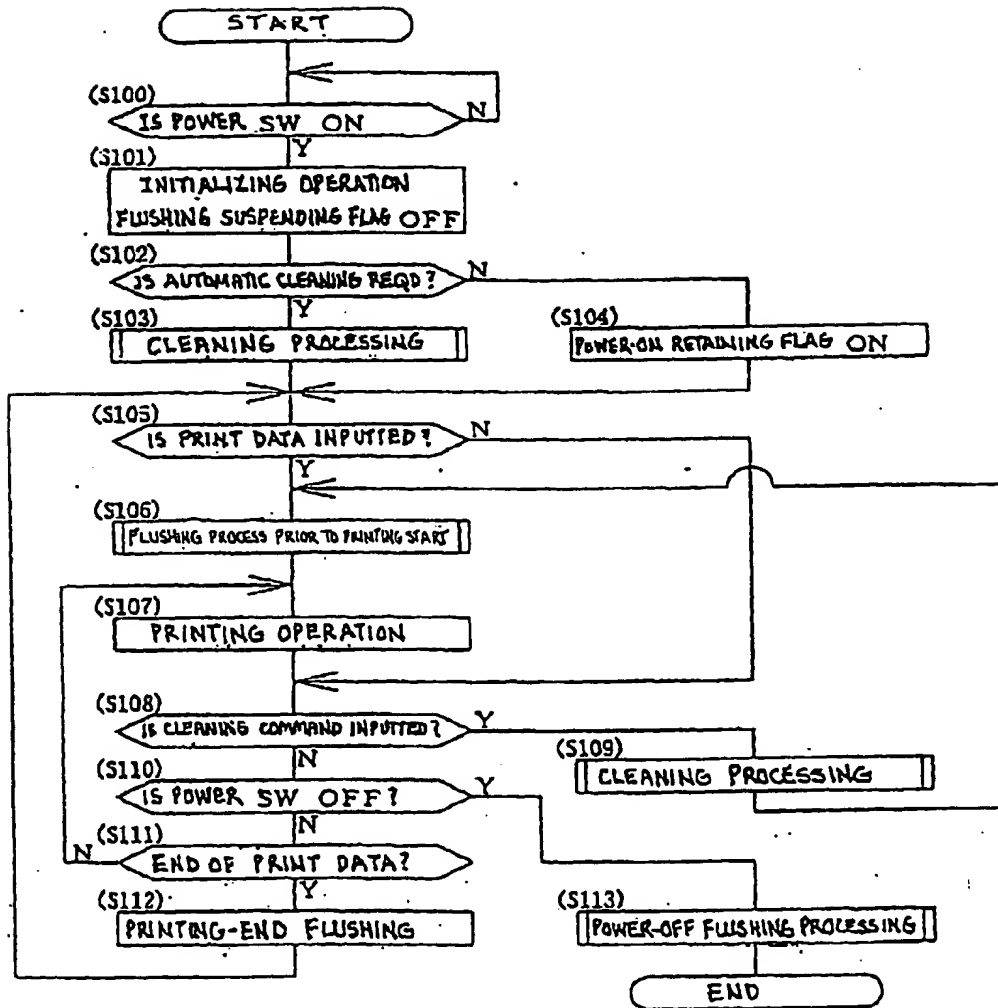 START
(S100)
IS POWER SW ON
N
Y
(S101)
INITIALIZING OPERATION
FLUSHING SUSPENDING FLAG OFF
(S102)
IS AUTOMATIC CLEANING REQD?
N
Y
(S103)
CLEANING PROCESSING
(S104)
POWER-ON RETAINING FLAG ON
(S105)
IS PRINT DATA INPUTTED?
N
Y
(S106)
FLUSHING PROCESS PRIOR TO PRINTING START
(S107)
PRINTING OPERATION
(S108)
IS CLEANING COMMAND INPUTTED?
Y
N
(S109)
CLEANING PROCESSING
(S110)
IS POWER SW OFF?
Y
N
(S111)
N
END OF PRINT DATA?
Y
(S112)
PRINTING-END FLUSHING
(S113)
POWER-OFF FLUSHING PROCESSING
END